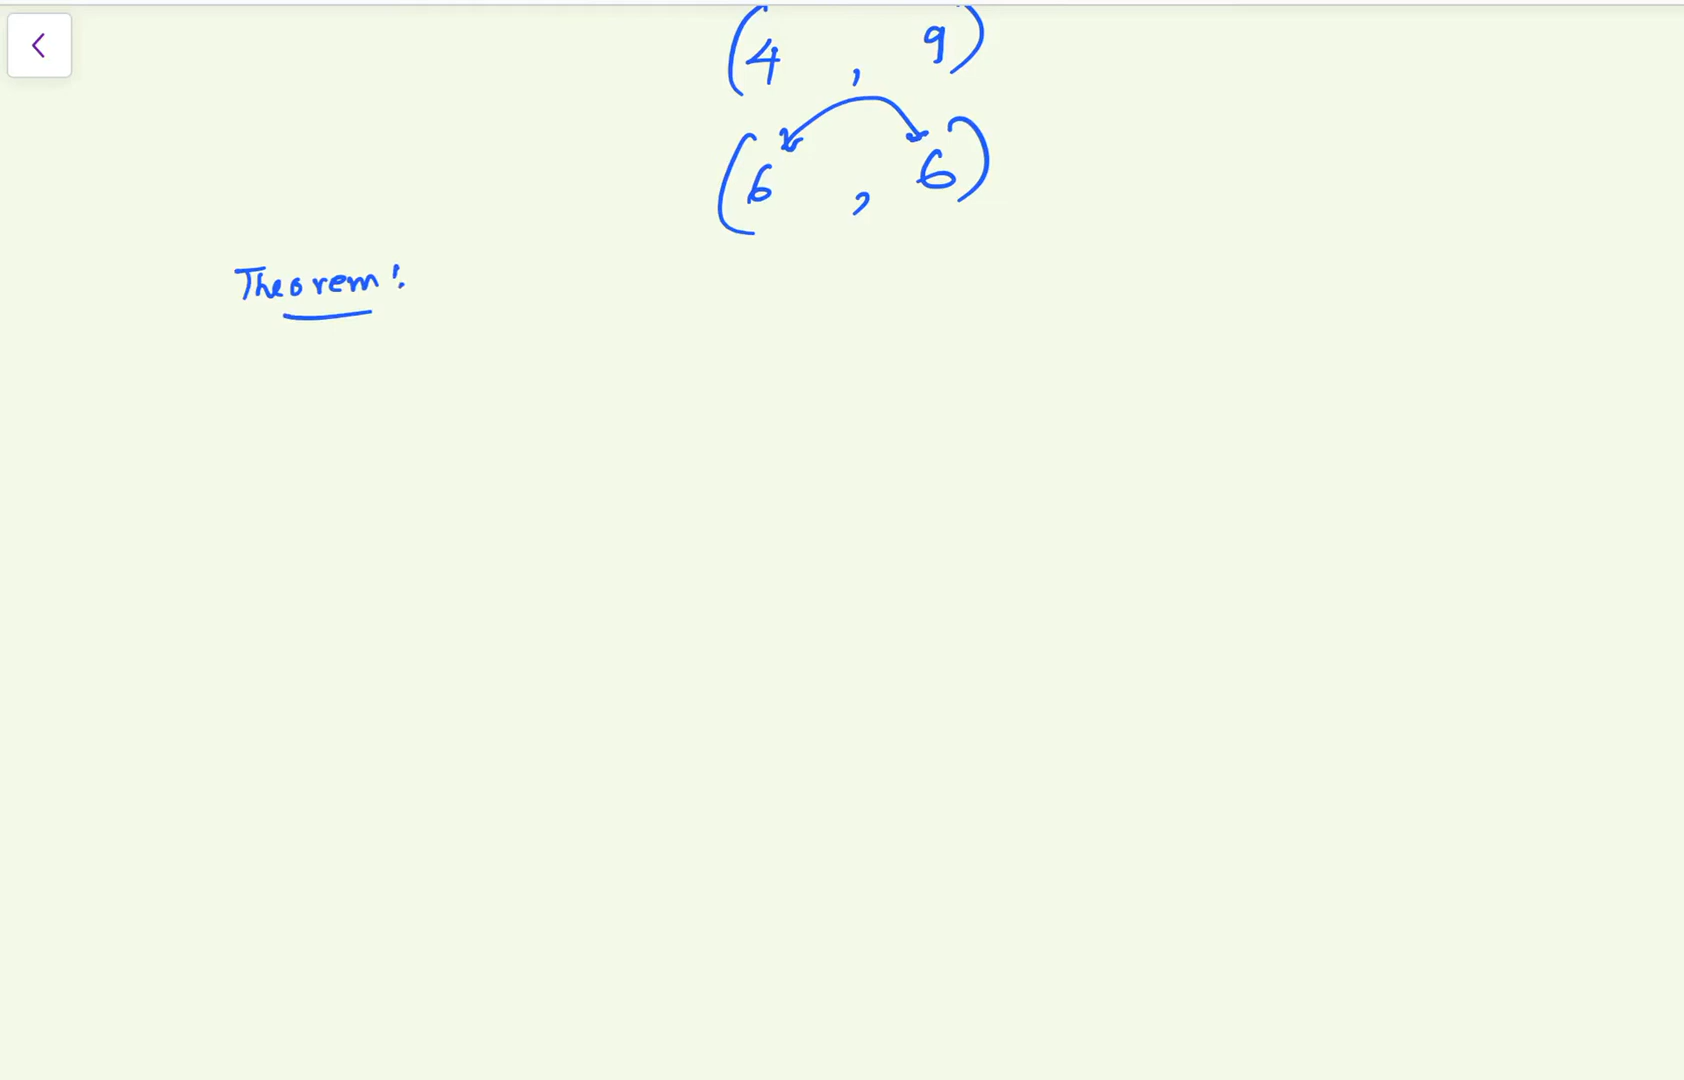 (4 , 9)
(6 , 6)
Theorem :